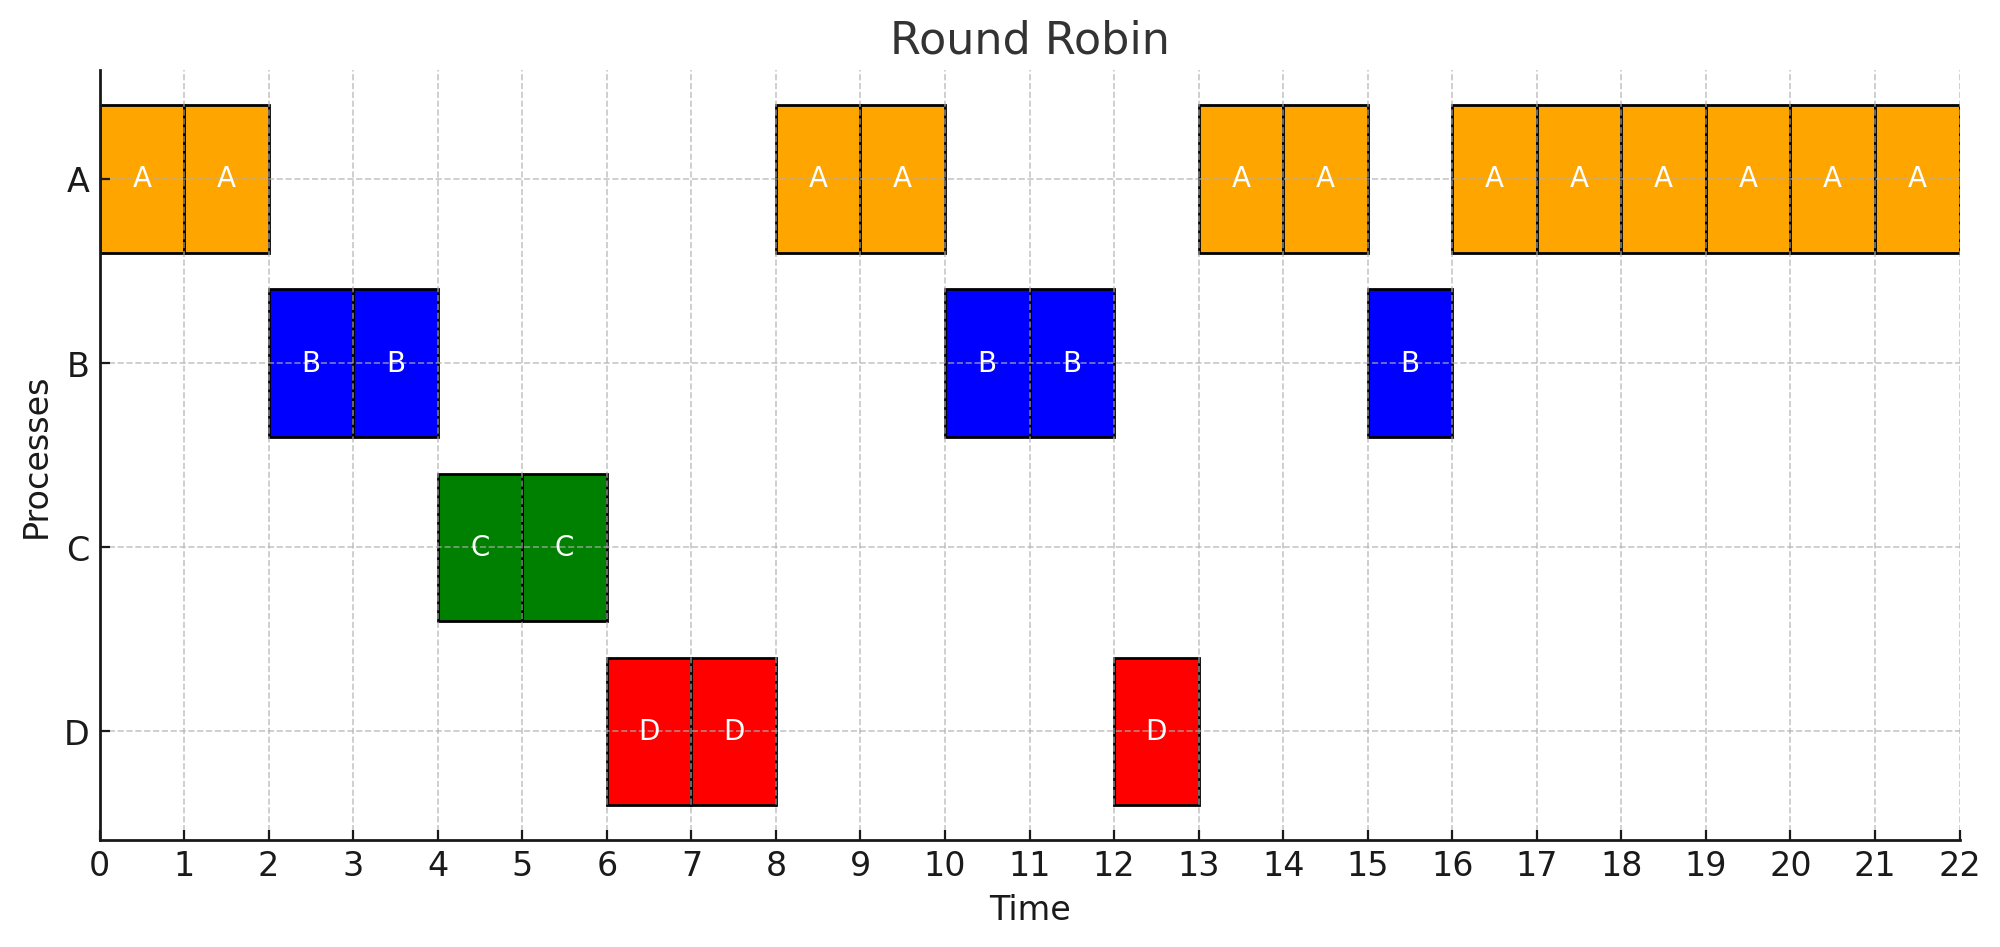 Round Robin
A A A A A A A A A A A A
A
B B B B B
B
C C
C
D D D
D
Processes
0 1 2 3 4 5 6 7 8 9 10 11 12 13 14 15 16 17 18 19 20 21 22
Time